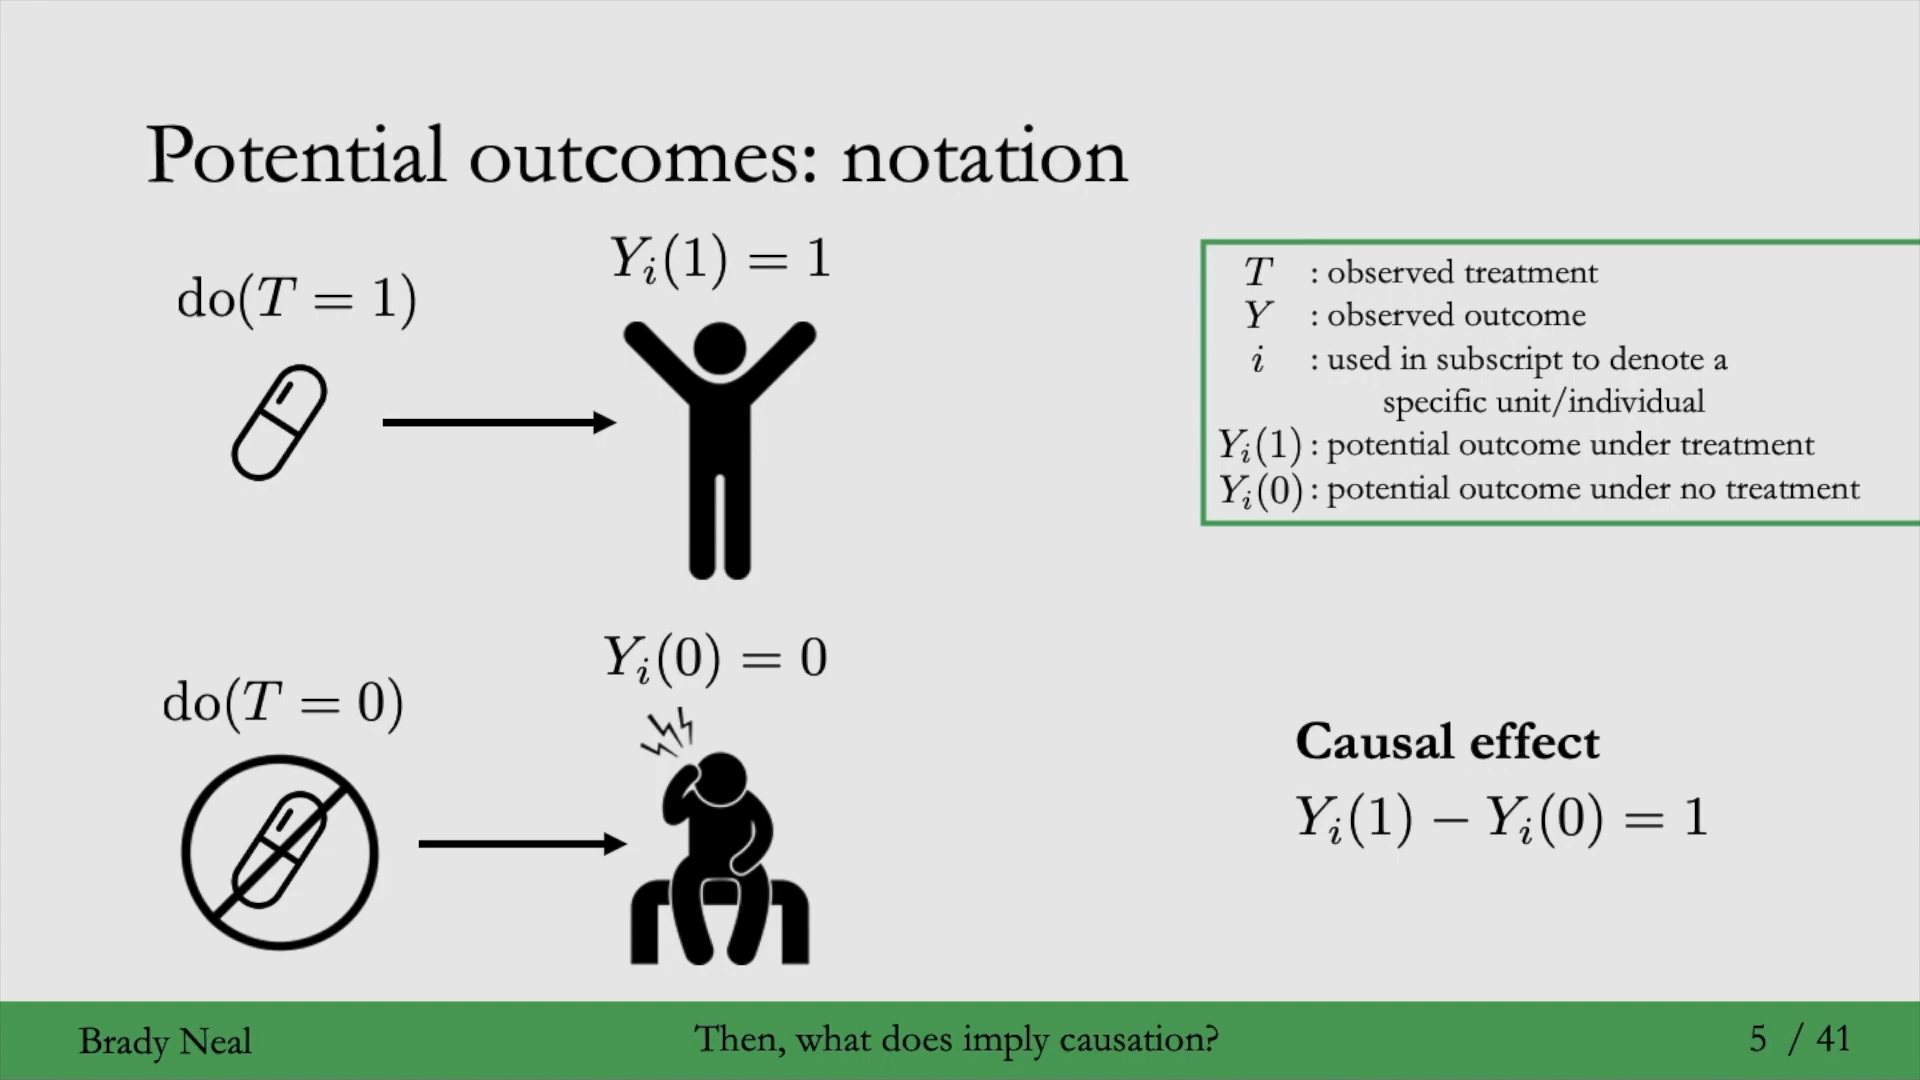 Potential outcomes: notation
do(T = 1)
Yᵢ(1) = 1
T : observed treatment
Y : observed outcome
i : used in subscript to denote a
specific unit/individual
Yᵢ(1) : potential outcome under treatment
Yᵢ(0) : potential outcome under no treatment
do(T = 0)
Yᵢ(0) = 0
Causal effect
Yᵢ(1) − Yᵢ(0) = 1
Brady Neal
Then, what does imply causation?
5 / 41